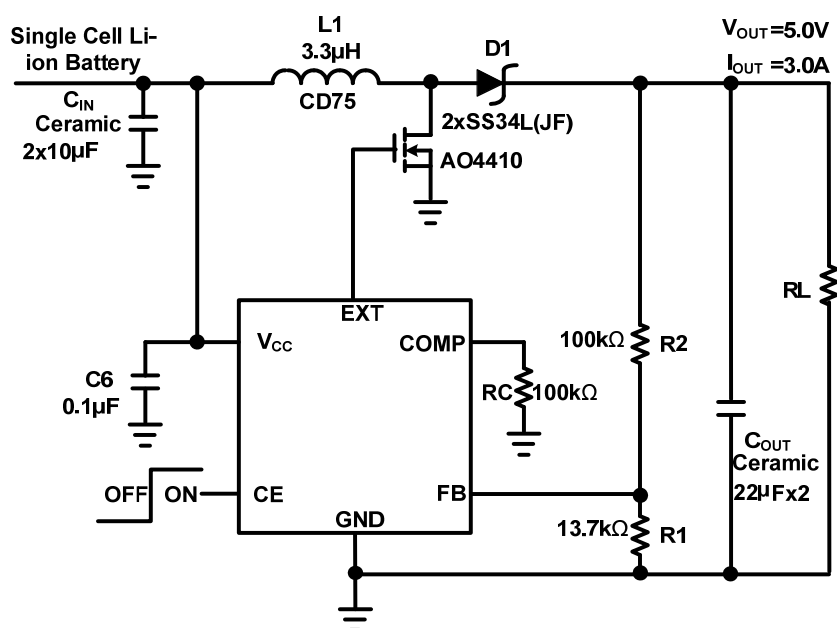 Single Cell Li-
ion Battery
L1
3.3µH
CD75
D1
2xSS34L(JF)
VOUT=5.0V
IOUT=3.0A
CIN
Ceramic
2x10µF
AO4410
RL
EXT
VCC
COMP
100kΩ
R2
C6
0.1µF
RC
100kΩ
COUT
Ceramic
22µFx2
OFF
ON
CE
FB
GND
13.7kΩ
R1